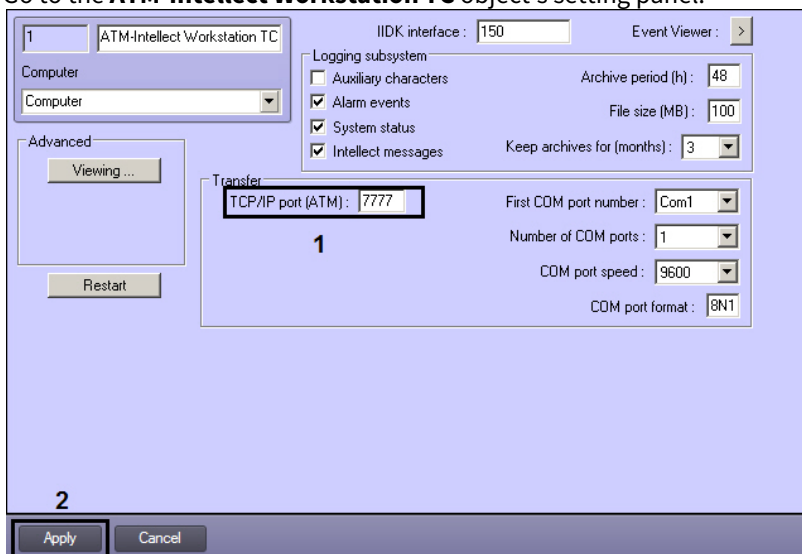 Go to the ATM-Intellect Workstation TC object's setting panel.
1 ATM-Intellect Workstation TC
IIDK interface : 150 Event Viewer : >
Computer
Computer
Logging subsystem
Auxiliary characters
Alarm events
System status
Intellect messages
Archive period (h) : 48
File size (MB) : 100
Keep archives for (months) : 3
Advanced
Viewing ...
Restart
Transfer
TCP/IP port (ATM) : 7777
1
First COM port number : Com1
Number of COM ports : 1
COM port speed : 9600
COM port format : 8N1
2
Apply Cancel